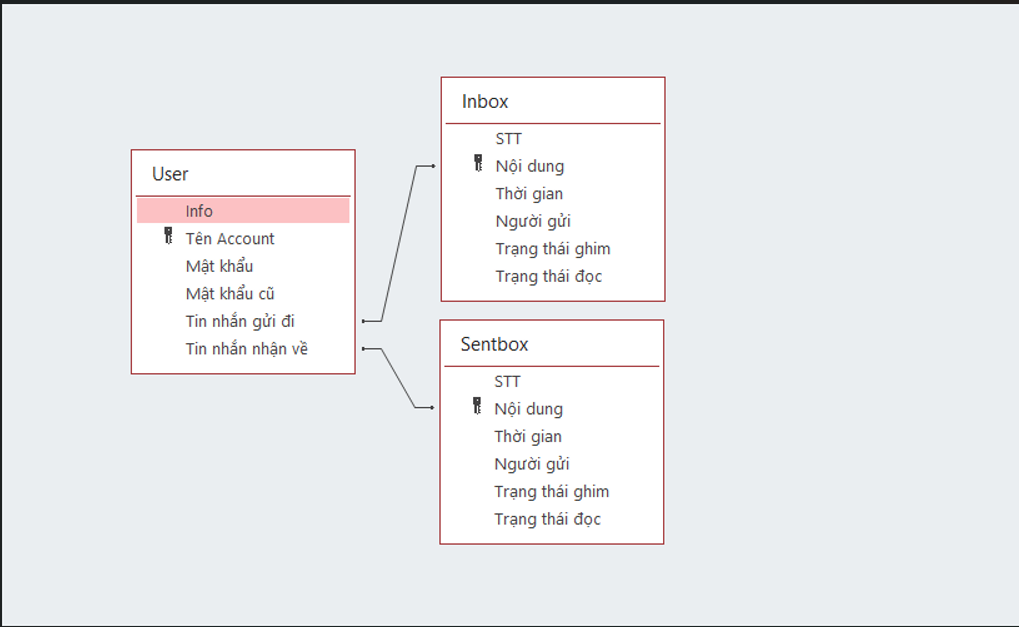 User
Info
Tên Account
Mật khẩu
Mật khẩu cũ
Tin nhắn gửi đi
Tin nhắn nhận về
Inbox
STT
Nội dung
Thời gian
Người gửi
Trạng thái ghim
Trạng thái đọc
Sentbox
STT
Nội dung
Thời gian
Người gửi
Trạng thái ghim
Trạng thái đọc